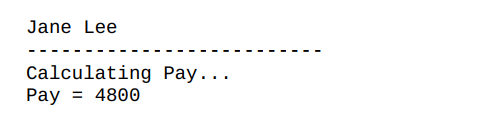 Jane Lee
--------------------------
Calculating Pay...
Pay = 4800